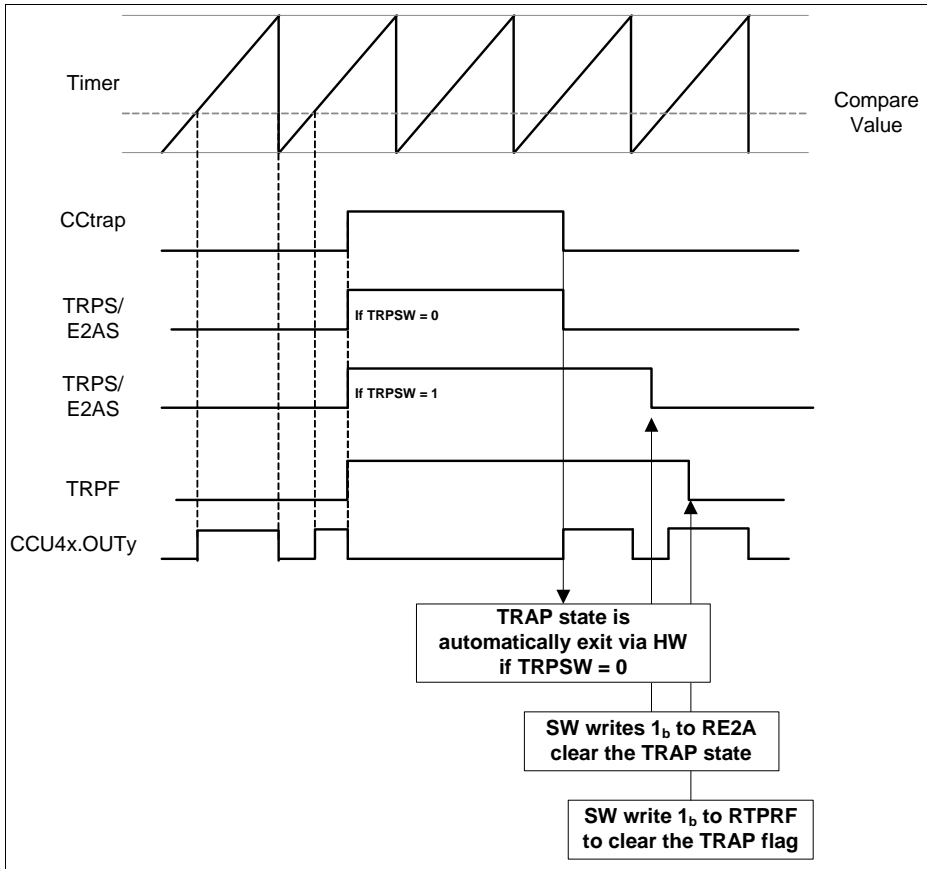 Timer
Compare
Value
CCtrap
TRPS/
E2AS
If TRPSW = 0
TRPS/
E2AS
If TRPSW = 1
TRPF
CCU4x.OUTy
TRAP state is
automatically exit via HW
if TRPSW = 0
SW writes 1b to RE2A
clear the TRAP state
SW write 1b to RTPRF
to clear the TRAP flag